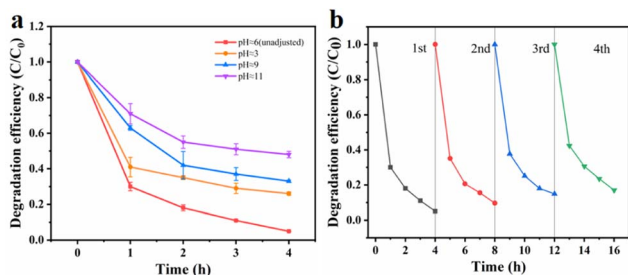 a
Degradation efficiency (C/C0)
1.2
1.0
0.8
0.6
0.4
0.2
0.0
0
1
2
3
4
Time (h)
pH≈6(unadjusted)
pH≈3
pH≈9
pH≈11
b
Degradation efficiency (C/C0)
1.0
0.8
0.6
0.4
0.2
0.0
1st
2nd
3rd
4th
0 2 4 6 8 10 12 14 16
Time (h)